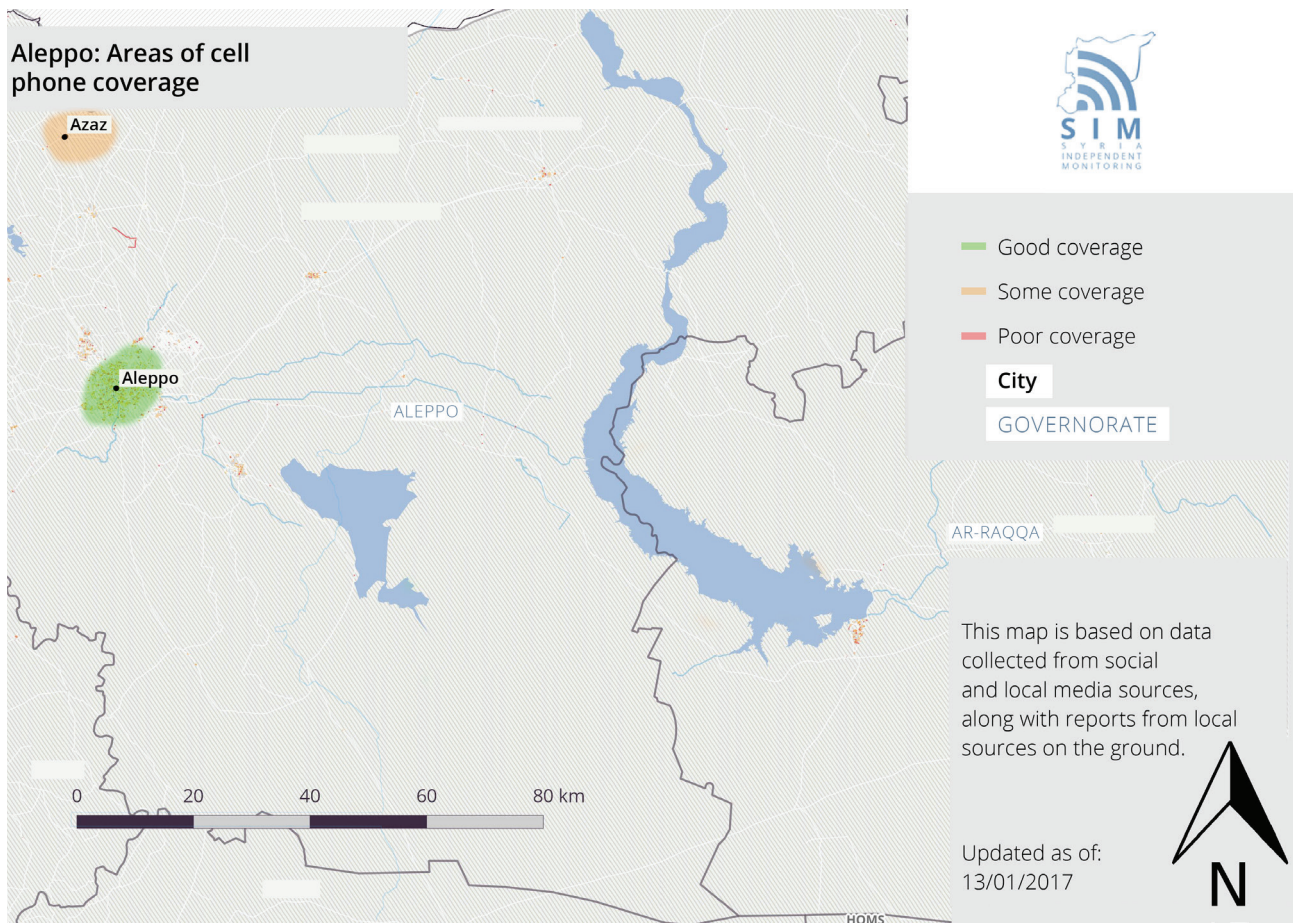 Aleppo: Areas of cell
phone coverage
Azaz
Aleppo
ALEPPO
AR-RAQQA
HOMS
0 20 40 60 80 km
SIM
SYRIA
INDEPENDENT
MONITORING
Good coverage
Some coverage
Poor coverage
City
GOVERNORATE
This map is based on data
collected from social
and local media sources,
along with reports from local
sources on the ground.
Updated as of:
13/01/2017
N